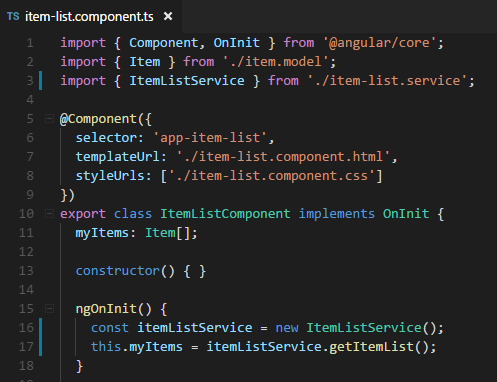 TS item-list.component.ts ×
1 import { Component, OnInit } from '@angular/core';
2 import { Item } from './item.model';
3 import { ItemListService } from './item-list.service';
4
5 @Component({
6   selector: 'app-item-list',
7   templateUrl: './item-list.component.html',
8   styleUrls: ['./item-list.component.css']
9 })
10 export class ItemListComponent implements OnInit {
11   myItems: Item[];
12
13   constructor() { }
14
15   ngOnInit() {
16     const itemListService = new ItemListService();
17     this.myItems = itemListService.getItemList();
18   }